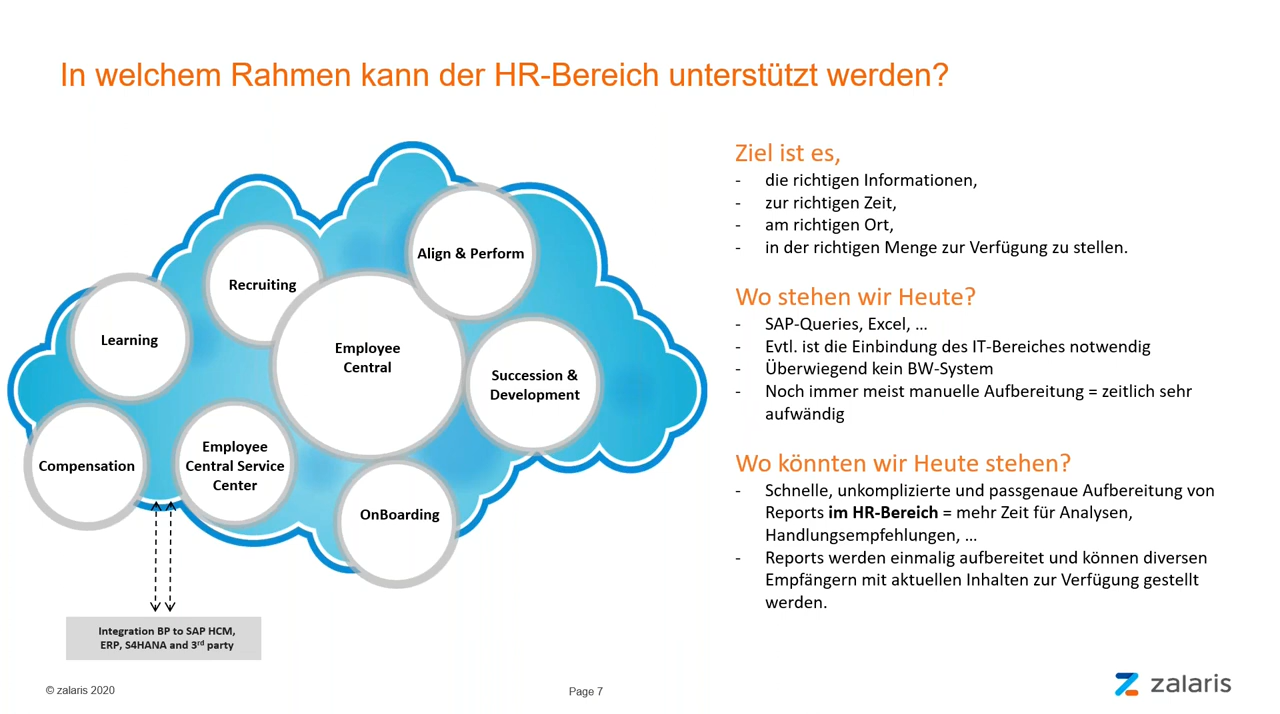 In welchem Rahmen kann der HR-Bereich unterstützt werden?
Align & Perform
Recruiting
Learning
Employee
Central
Succession &
Development
Employee
Central Service
Center
Compensation
OnBoarding
Integration BP to SAP HCM,
ERP, S4HANA and 3rd party
Ziel ist es,
- die richtigen Informationen,
- zur richtigen Zeit,
- am richtigen Ort,
- in der richtigen Menge zur Verfügung zu stellen.
Wo stehen wir Heute?
- SAP-Queries, Excel, …
- Evtl. ist die Einbindung des IT-Bereiches notwendig
- Überwiegend kein BW-System
- Noch immer meist manuelle Aufbereitung = zeitlich sehr
aufwändig
Wo könnten wir Heute stehen?
- Schnelle, unkomplizierte und passgenaue Aufbereitung von
Reports im HR-Bereich = mehr Zeit für Analysen,
Handlungsempfehlungen, …
- Reports werden einmalig aufbereitet und können diversen
Empfängern mit aktuellen Inhalten zur Verfügung gestellt
werden.
© zalaris 2020
Page 7
zalaris